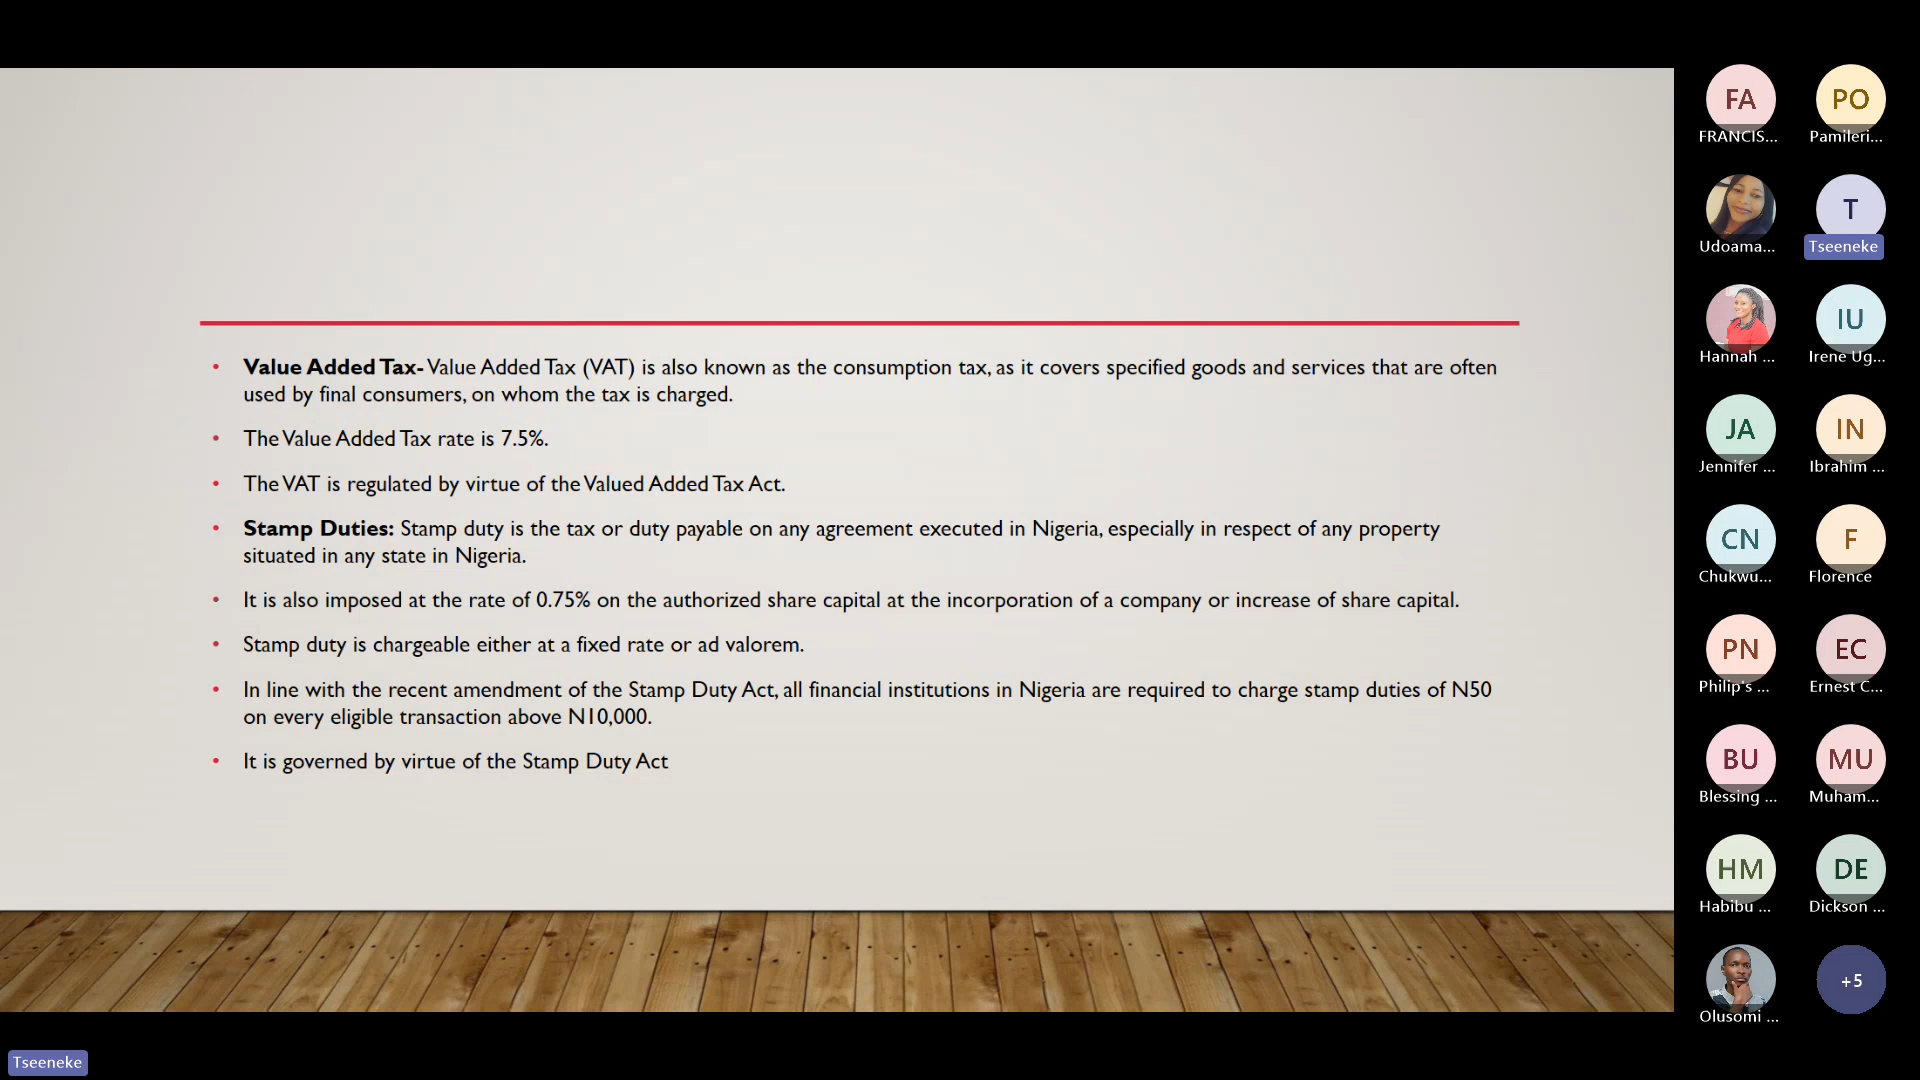 Value Added Tax- Value Added Tax (VAT) is also known as the consumption tax, as it covers specified goods and services that are often
used by final consumers, on whom the tax is charged.
The Value Added Tax rate is 7.5%.
The VAT is regulated by virtue of the Valued Added Tax Act.
Stamp Duties: Stamp duty is the tax or duty payable on any agreement executed in Nigeria, especially in respect of any property
situated in any state in Nigeria.
It is also imposed at the rate of 0.75% on the authorized share capital at the incorporation of a company or increase of share capital.
Stamp duty is chargeable either at a fixed rate or ad valorem.
In line with the recent amendment of the Stamp Duty Act, all financial institutions in Nigeria are required to charge stamp duties of N50
on every eligible transaction above N10,000.
It is governed by virtue of the Stamp Duty Act
FA PO
FRANCIS... Pamileri...
T
Udoama... Tseeneke
IU
Hannah ... Irene Ug...
JA IN
Jennifer ... Ibrahim ...
CN F
Chukwu... Florence
PN EC
Philip's ... Ernest C...
BU MU
Blessing ... Muham...
HM DE
Habibu ... Dickson ...
+5
Olusomi ...
Tseeneke